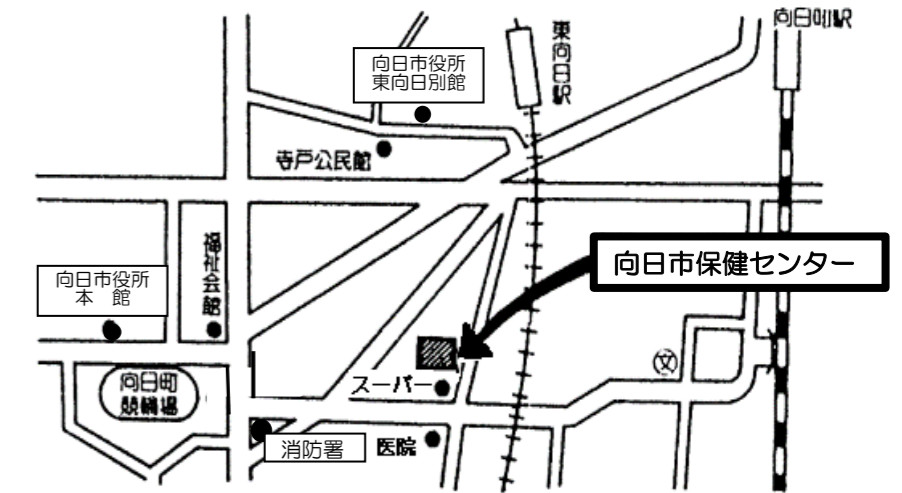 向日町駅
東向日駅
向日市役所
東向日別館
寺戸公民館
福祉会館
向日市保健センター
向日市役所
本 館
向日町
競輪場
スーパー
文
消防署
医院